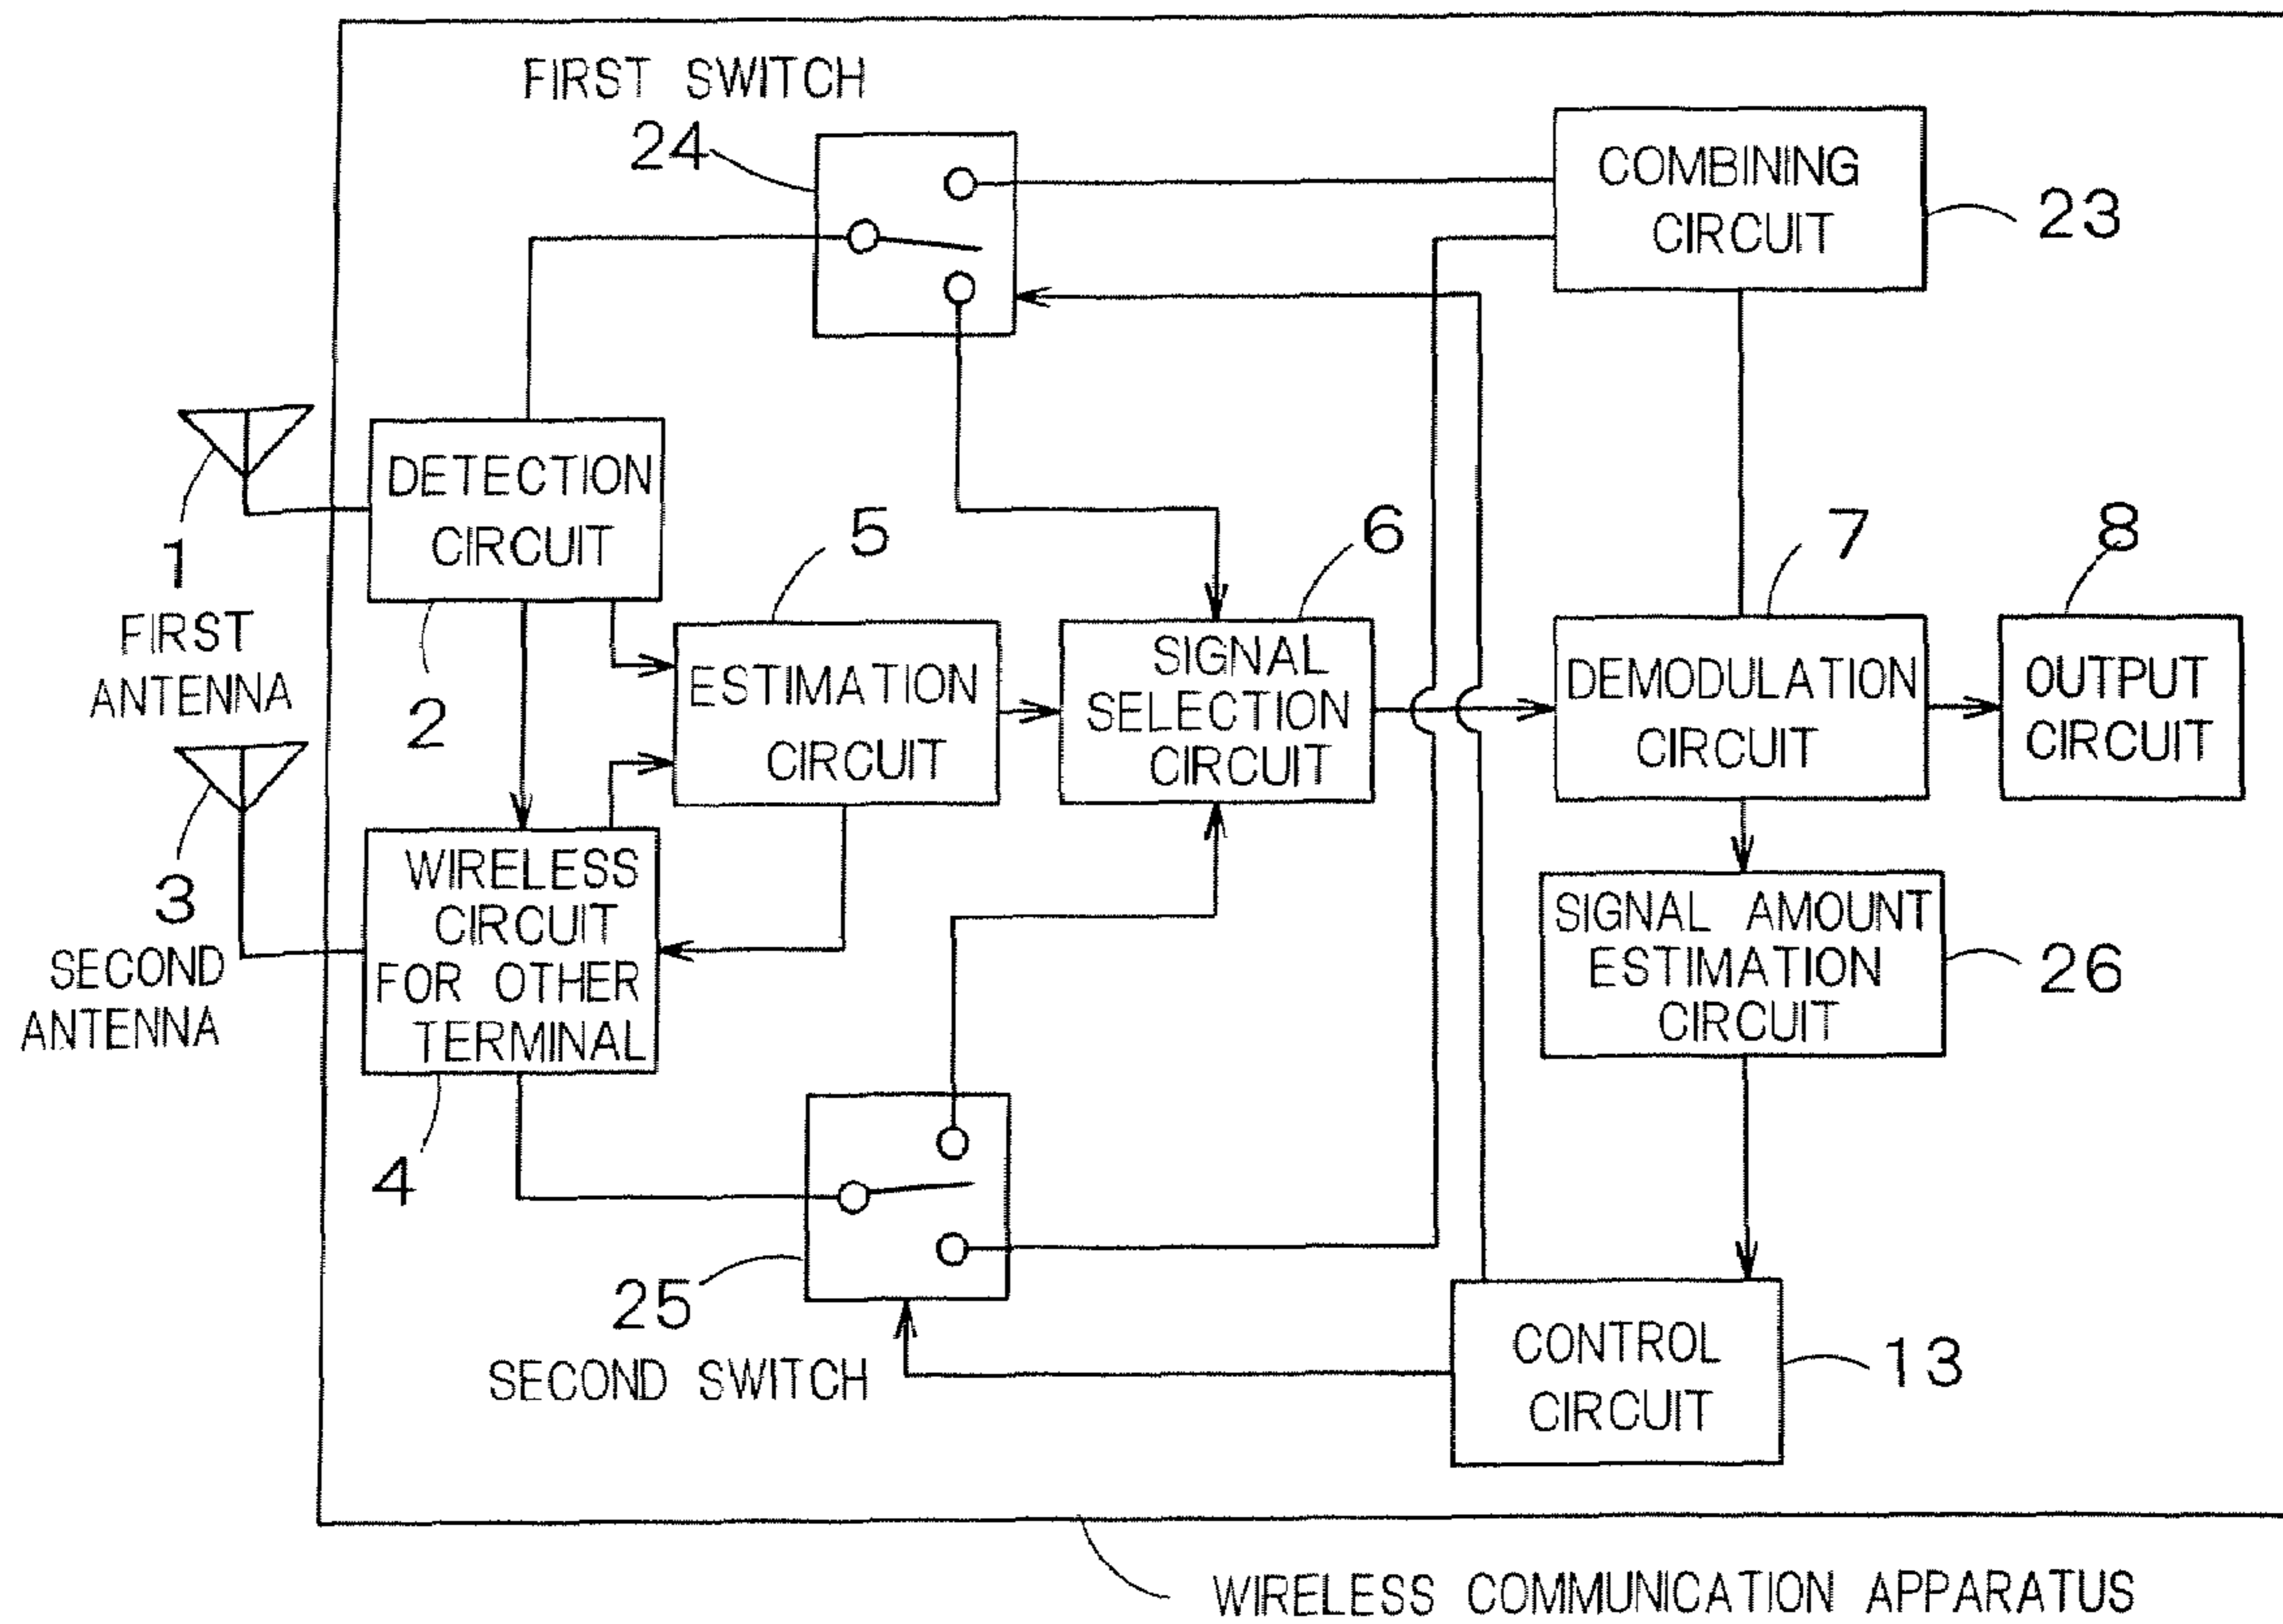 FIRST SWITCH
24
COMBINING
CIRCUIT
23
DETECTION
CIRCUIT
1
FIRST
ANTENNA
2
5
6
7
8
ESTIMATION
CIRCUIT
SIGNAL
SELECTION
CIRCUIT
DEMODULATION
CIRCUIT
OUTPUT
CIRCUIT
3
SECOND
ANTENNA
WIRELESS
CIRCUIT
FOR OTHER
TERMINAL
4
SIGNAL AMOUNT
ESTIMATION
CIRCUIT
26
25
SECOND SWITCH
CONTROL
CIRCUIT
13
WIRELESS COMMUNICATION APPARATUS